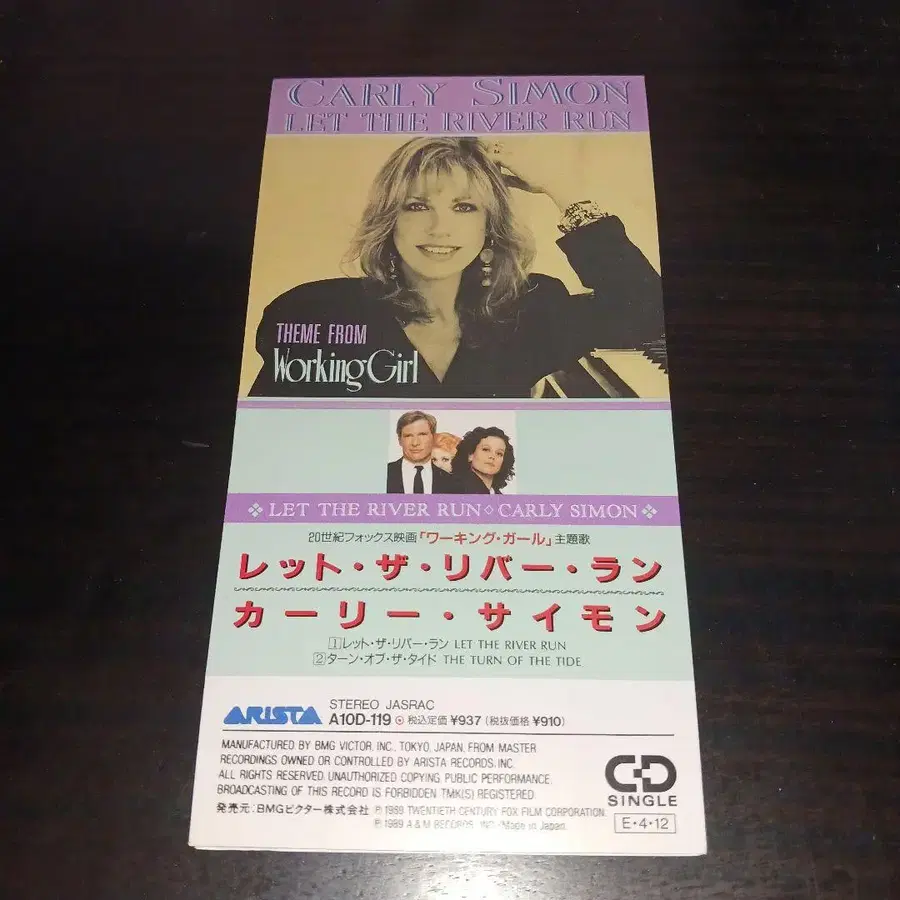 CARLY SIMON
LET THE RIVER RUN
THEME FROM
Working Girl
❖ LET THE RIVER RUN ◇ CARLY SIMON ❖
20世紀フォックス映画「ワーキング・ガール」主題歌
レット・ザ・リバー・ラン
カーリー・サイモン
1 レット・ザ・リバー・ラン LET THE RIVER RUN
2 ターン・オブ・ザ・タイド THE TURN OF THE TIDE
ARISTA
STEREO JASRAC
A10D-119 税込定価 ¥937 (税抜価格 ¥910)
MANUFACTURED BY BMG VICTOR, INC., TOKYO, JAPAN, FROM MASTER
RECORDINGS OWNED OR CONTROLLED BY ARISTA RECORDS, INC.
ALL RIGHTS RESERVED. UNAUTHORIZED COPYING, PUBLIC PERFORMANCE,
BROADCASTING OF THIS RECORD IS FORBIDDEN TMK(S) REGISTERED.
発売元:BMGビクター株式会社 ℗ 1989 TWENTIETH CENTURY FOX FILM CORPORATION.
℗ 1989 A & M RECORDS, INC. Made in Japan.
CD
SINGLE
E・4・12